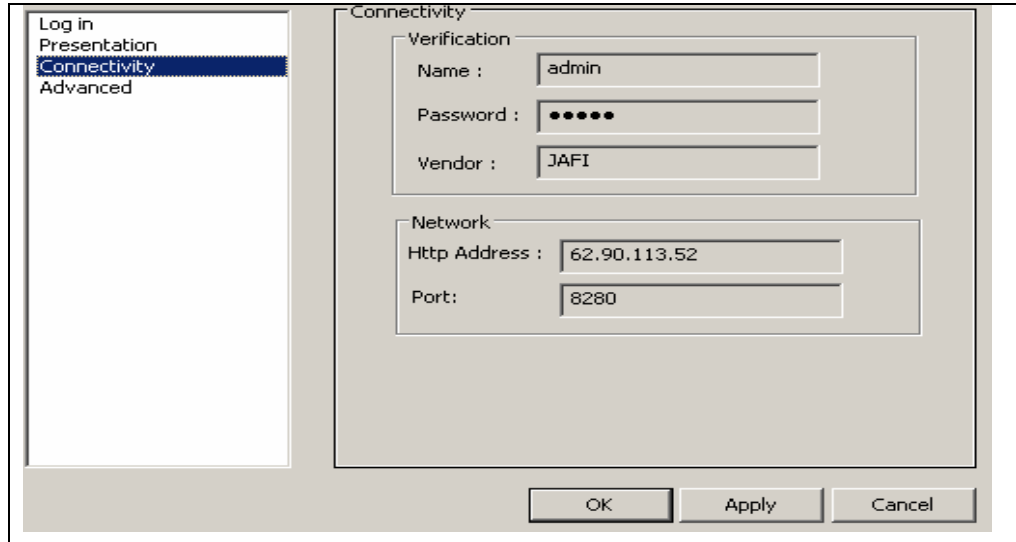 Log in
Presentation
Connectivity
Advanced
Connectivity
Verification
Name : admin
Password : •••••
Vendor : JAFI
Network
Http Address : 62.90.113.52
Port: 8280
OK Apply Cancel